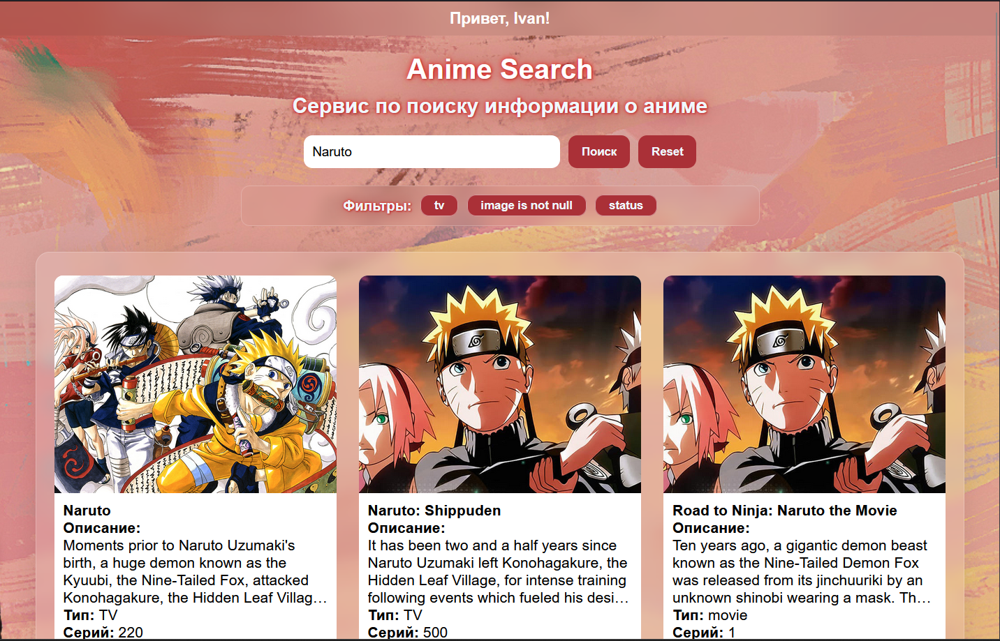 Привет, Ivan!
Anime Search
Сервис по поиску информации о аниме
Naruto
Поиск
Reset
Фильтры:
tv
image is not null
status
Naruto
Описание:
Moments prior to Naruto Uzumaki's
birth, a huge demon known as the
Kyuubi, the Nine-Tailed Fox, attacked
Konohagakure, the Hidden Leaf Villag…
Тип: TV
Серий: 220
Naruto: Shippuden
Описание:
It has been two and a half years since
Naruto Uzumaki left Konohagakure, the
Hidden Leaf Village, for intense training
following events which fueled his desi…
Тип: TV
Серий: 500
Road to Ninja: Naruto the Movie
Описание:
Ten years ago, a gigantic demon beast
known as the Nine-Tailed Demon Fox
was released from its jinchuuriki by an
unknown shinobi wearing a mask. Th…
Тип: movie
Серий: 1